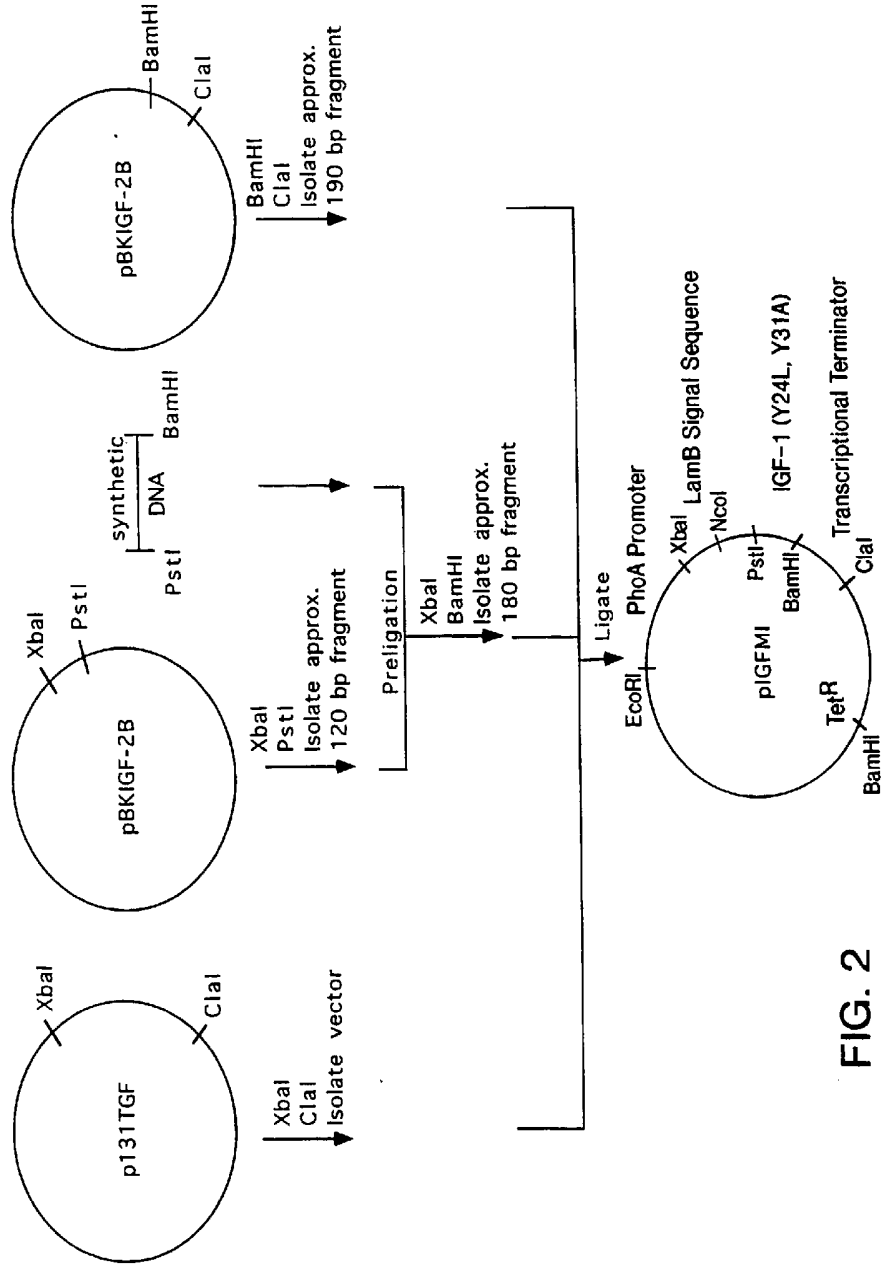 p131TGF
XbaI
ClaI
XbaI
ClaI
Isolate vector
pBKIGF-2B
XbaI
PstI
XbaI
PstI
Isolate approx.
120 bp fragment
synthetic
DNA
PstI
BamHI
pBKIGF-2B
BamHI
ClaI
BamHI
ClaI
Isolate approx.
190 bp fragment
Preligation
XbaI
BamHI
Isolate approx.
180 bp fragment
Ligate
EcoRI
PhoA Promoter
XbaI
LamB Signal Sequence
NcoI
PstI
IGF-1 (Y24L, Y31A)
BamHI
Transcriptional Terminator
ClaI
pIGFMI
TetR
BamHI
FIG. 2